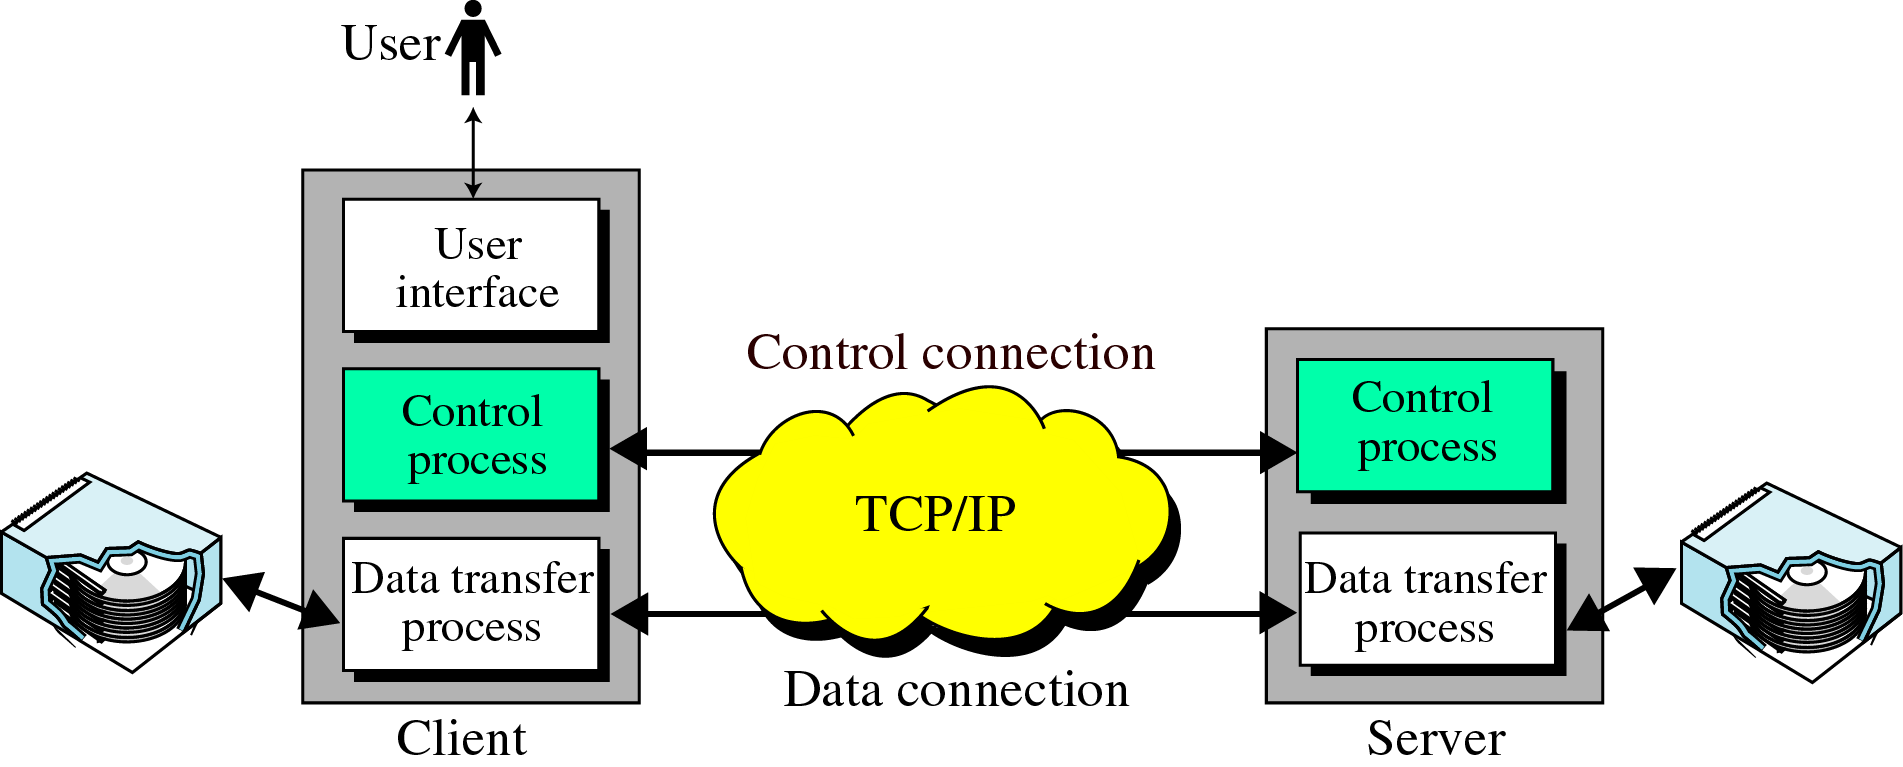 User
User
interface
Control
process
Data transfer
process
Client
Control connection
TCP/IP
Data connection
Control
process
Data transfer
process
Server